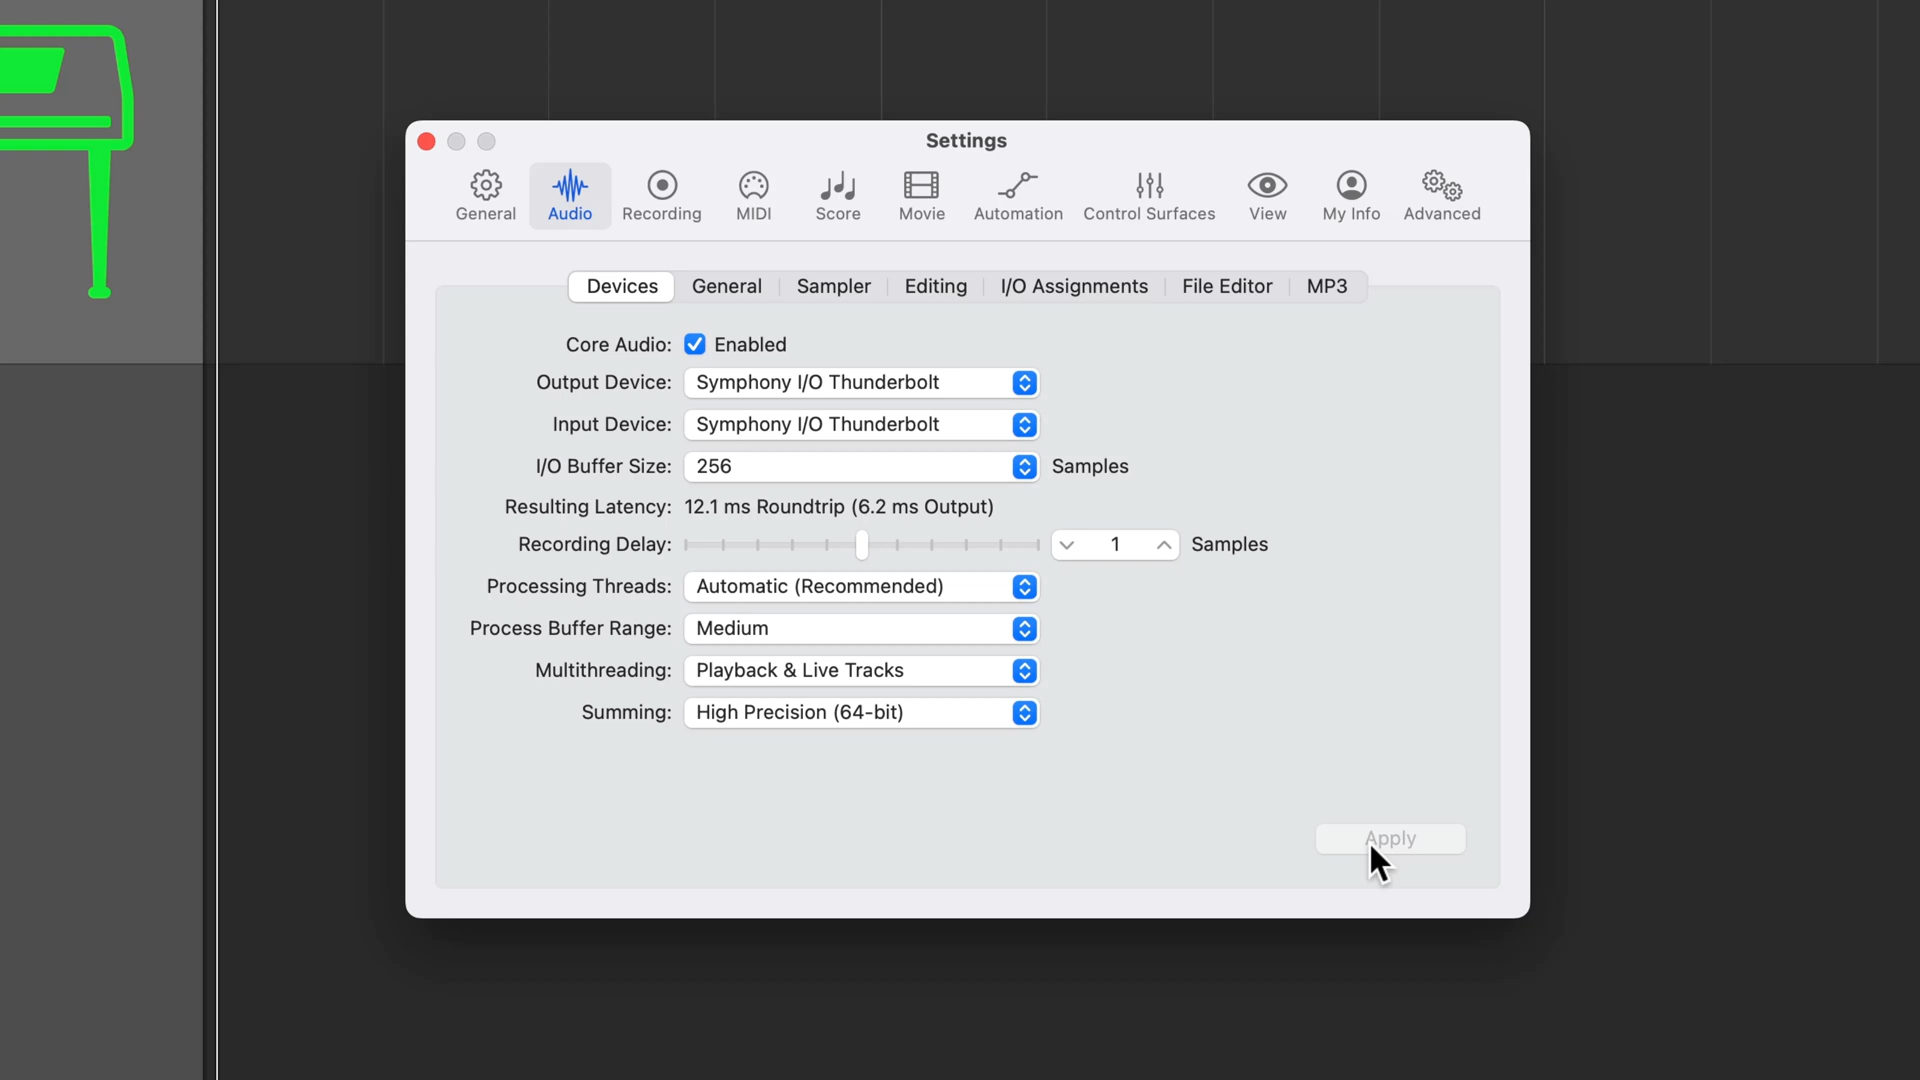 Settings
General Audio Recording MIDI Score Movie Automation Control Surfaces View My Info Advanced
Devices General Sampler Editing I/O Assignments File Editor MP3
Core Audio: Enabled
Output Device: Symphony I/O Thunderbolt
Input Device: Symphony I/O Thunderbolt
I/O Buffer Size: 256 Samples
Resulting Latency: 12.1 ms Roundtrip (6.2 ms Output)
Recording Delay: 1 Samples
Processing Threads: Automatic (Recommended)
Process Buffer Range: Medium
Multithreading: Playback & Live Tracks
Summing: High Precision (64-bit)
Apply